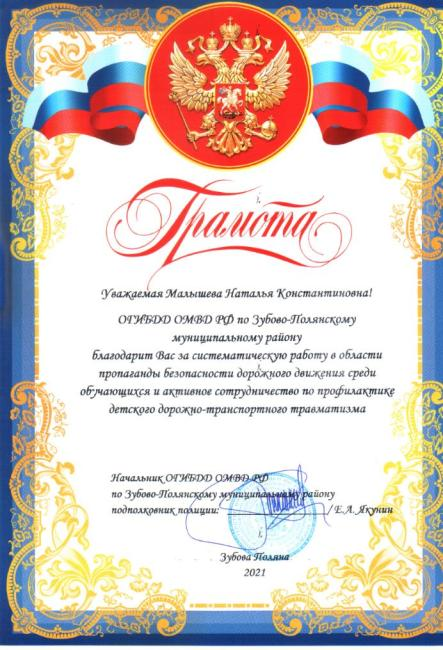 Грамота
Уважаемая Малышева Наталья Константиновна!
ОГИБДД ОМВД РФ по Зубово-Полянскому
муниципальному району
благодарит Вас за систематическую работу в области
пропаганды безопасности дорожного движения среди
обучающихся и активное сотрудничество по профилактике
детского дорожно-транспортного травматизма
Начальник ОГИБДД ОМВД РФ
по Зубово-Полянскому муниципальному району
подполковник полиции: / Е.А. Якунин
Зубова Поляна
2021